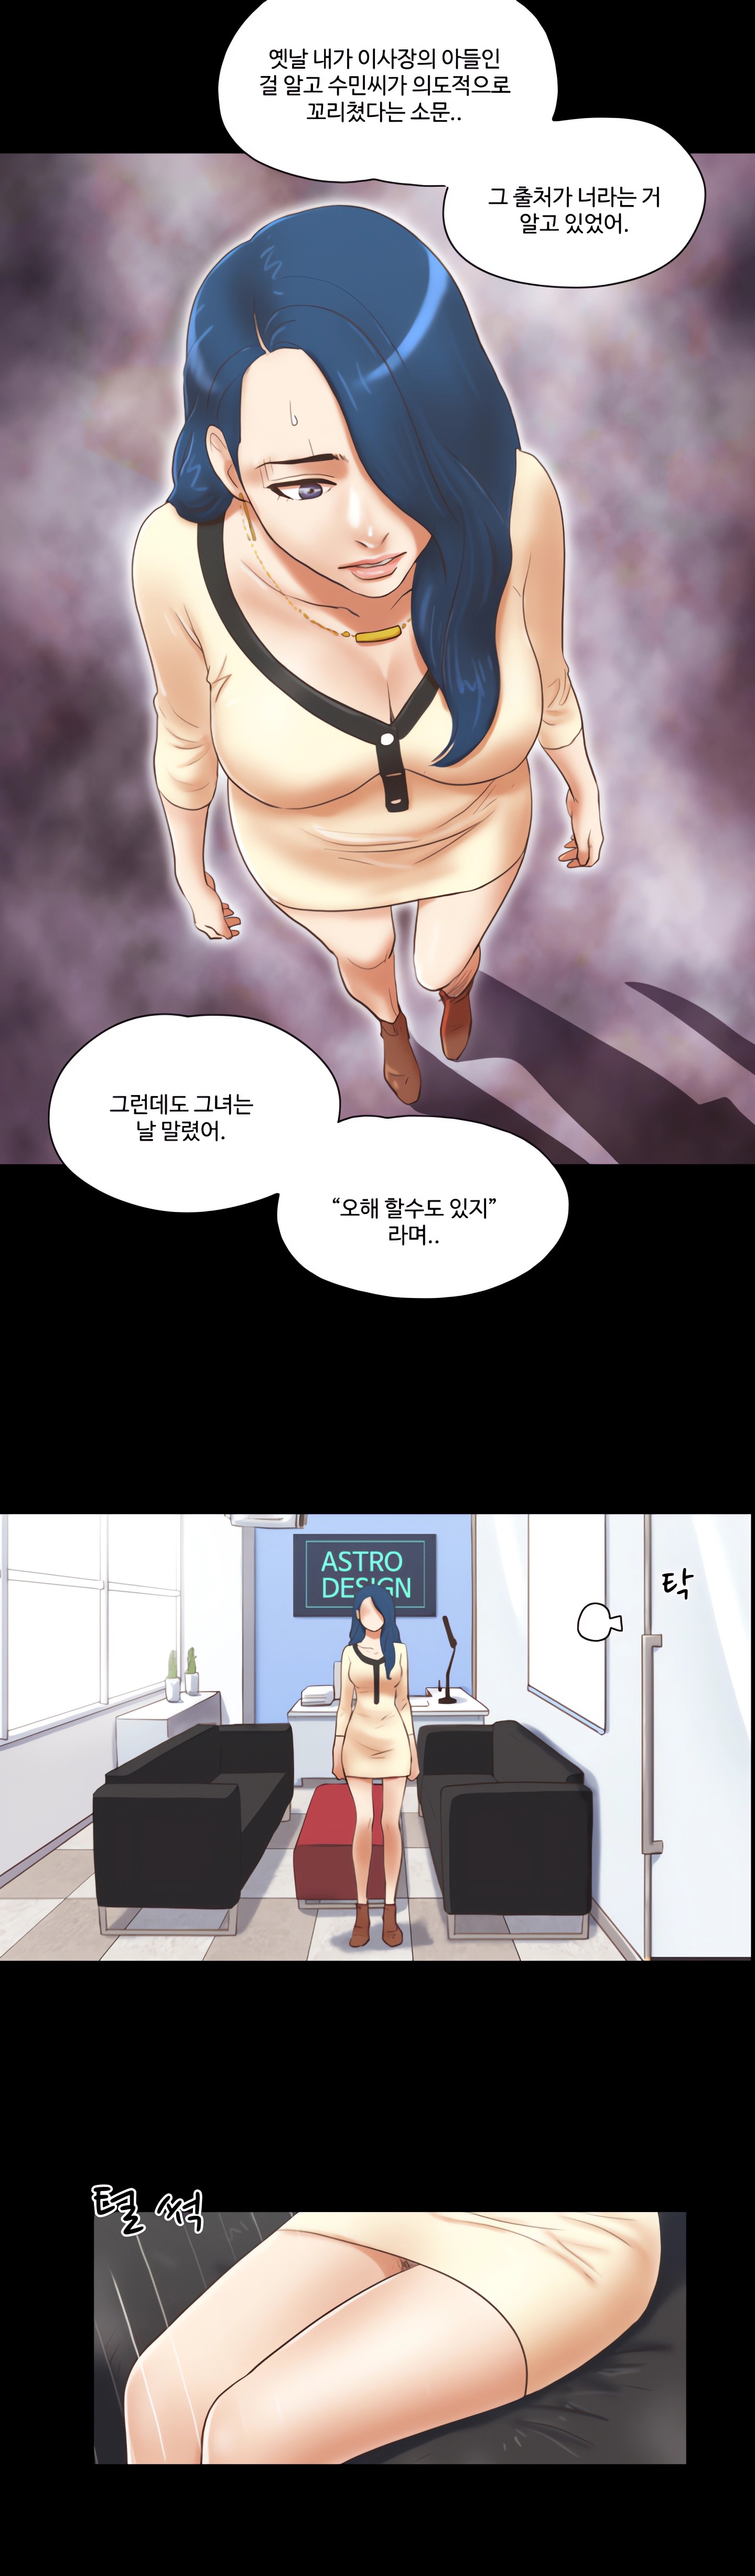 옛날 내가 이사장의 아들인
걸 알고 수민씨가 의도적으로
꼬리쳤다는 소문..
그 출처가 너라는 거
알고 있었어.
그런데도 그녀는
날 말렸어.
“오해 할수도 있지”
라며..
ASTRO
DESIGN
탁
털썩